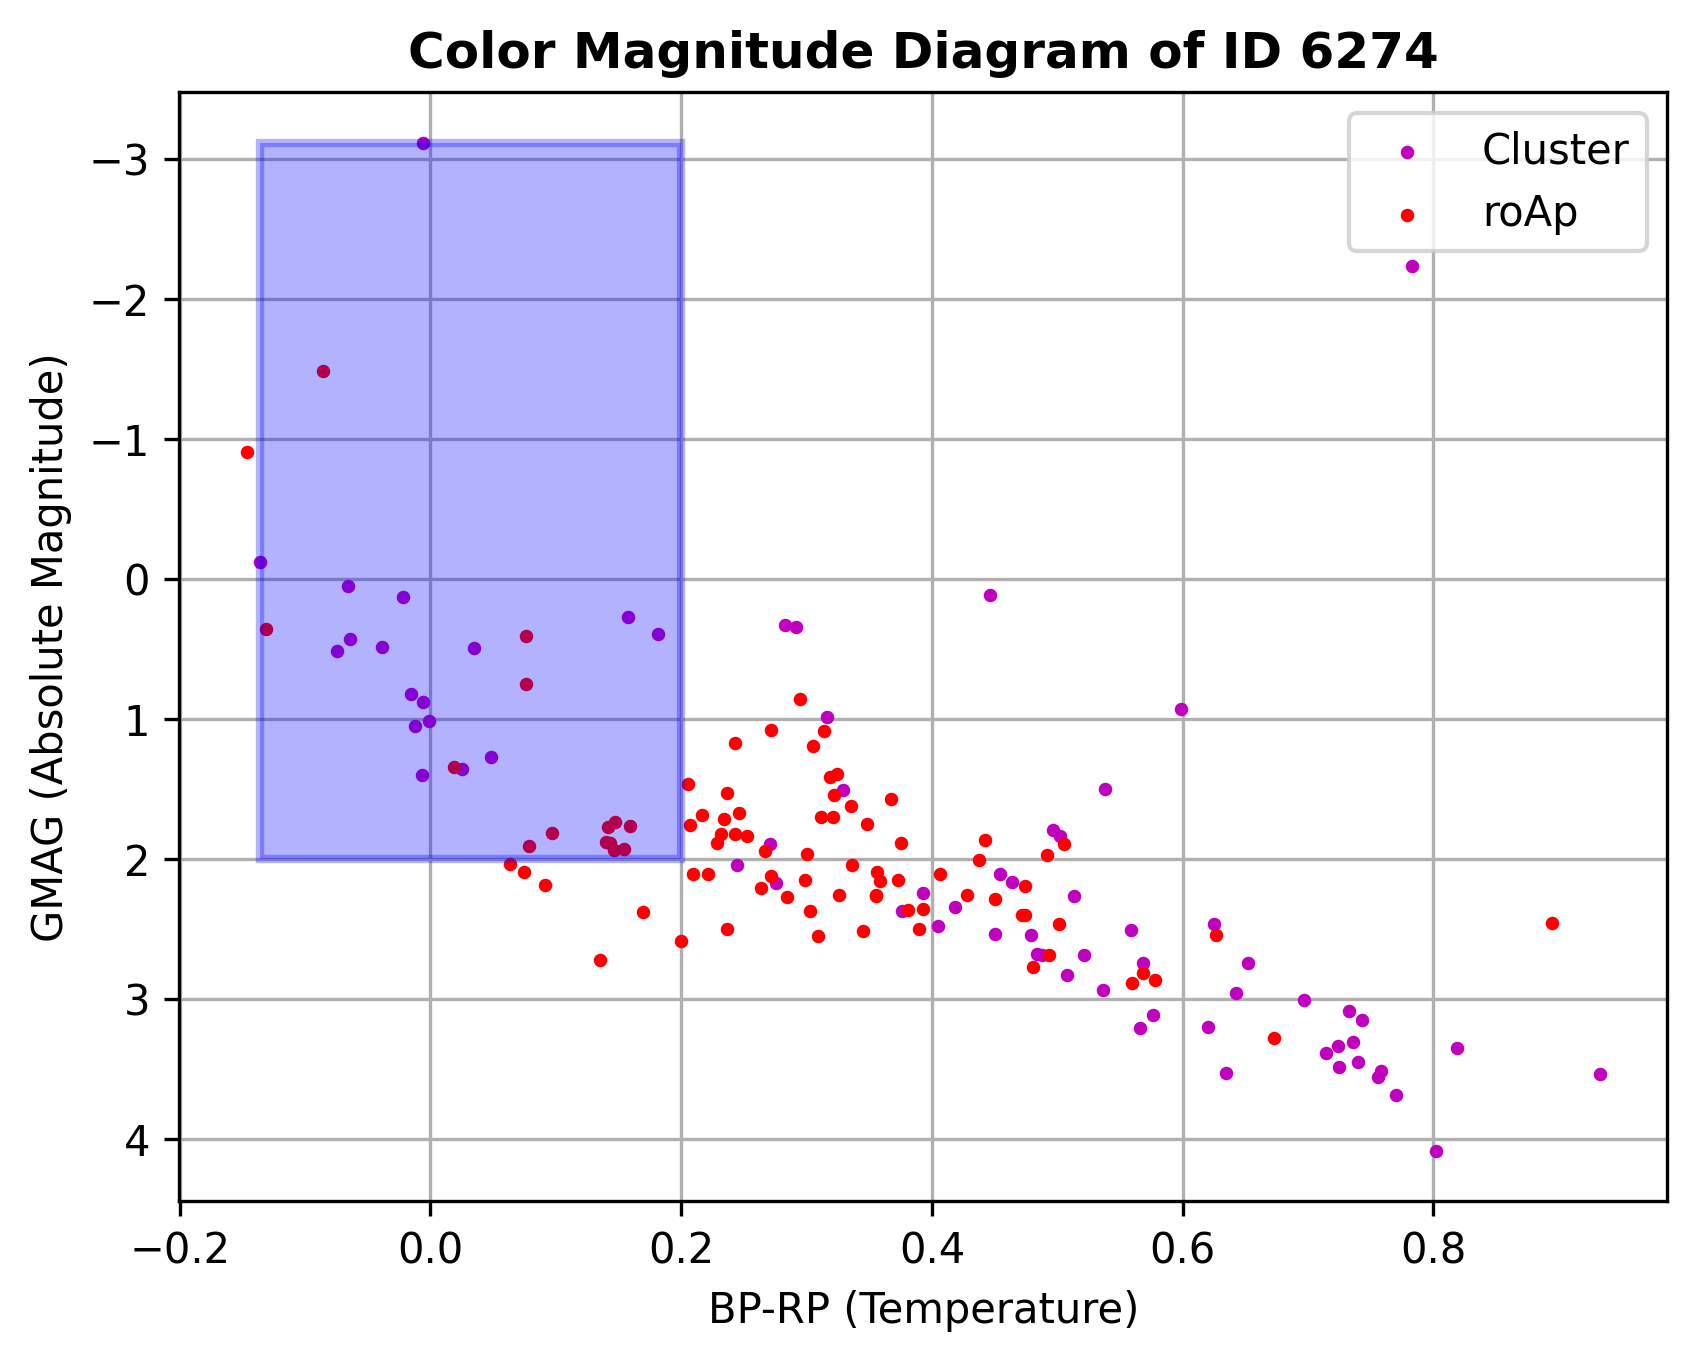 Color Magnitude Diagram of ID 6274
Cluster
roAp
GMAG (Absolute Magnitude)
−3
−2
−1
0
1
2
3
4
−0.2 0.0 0.2 0.4 0.6 0.8
BP-RP (Temperature)